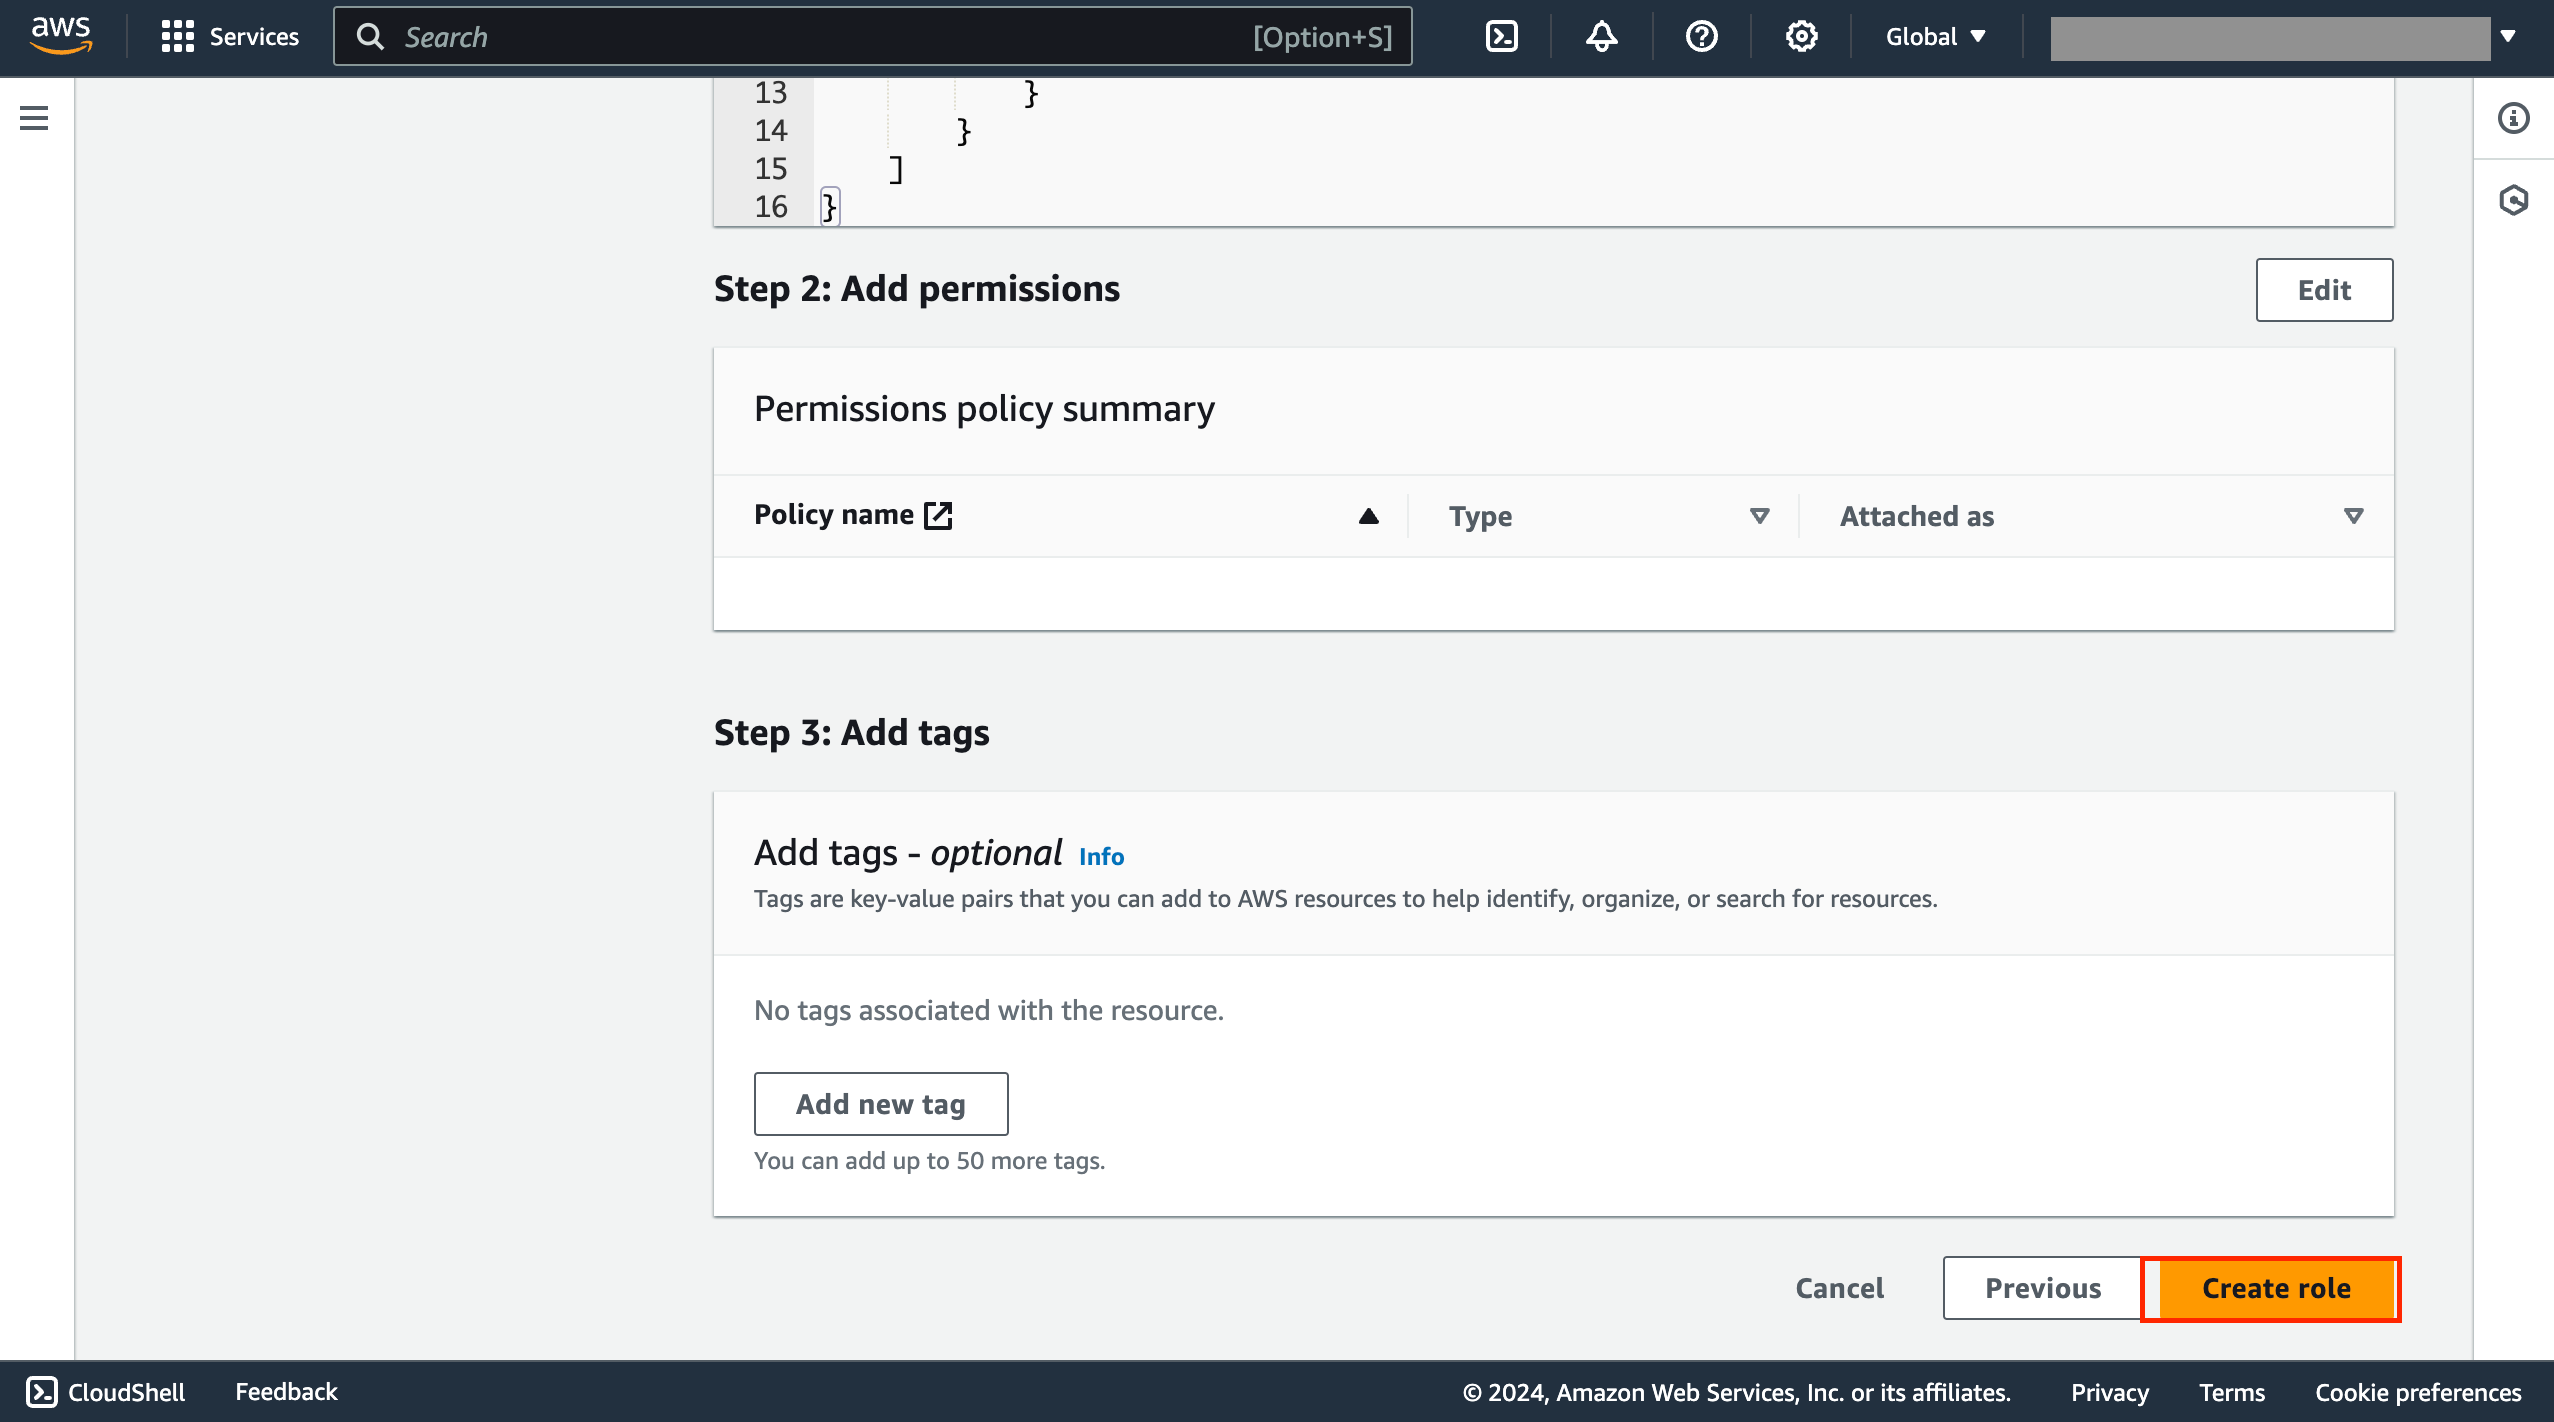 aws
Services
Search
[Option+S]
Global
13 }
14 }
15 ]
16 }
Step 2: Add permissions
Edit
Permissions policy summary
Policy name
Type
Attached as
Step 3: Add tags
Add tags - optional Info
Tags are key-value pairs that you can add to AWS resources to help identify, organize, or search for resources.
No tags associated with the resource.
Add new tag
You can add up to 50 more tags.
Cancel
Previous
Create role
CloudShell
Feedback
© 2024, Amazon Web Services, Inc. or its affiliates.
Privacy
Terms
Cookie preferences